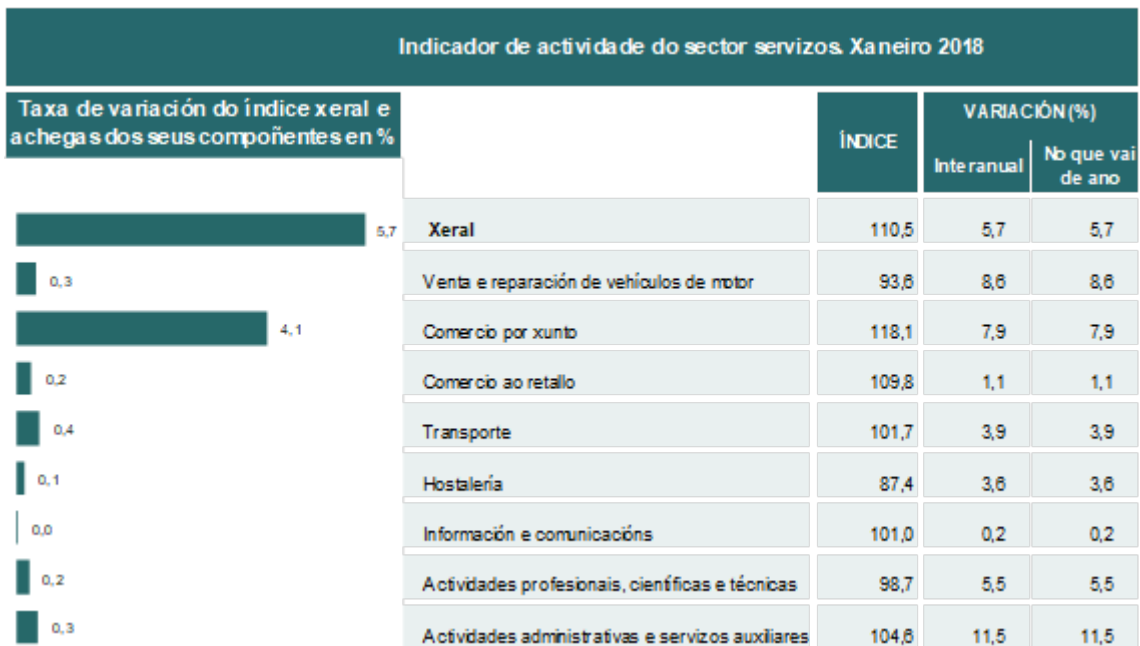 Indicador de actividade do sector servizos. Xaneiro 2018
Taxa de variación do índice xeral e
achegas dos seus compoñentes en %
ÍNDICE
VARIACIÓN (%)
Interanual
No que vai
de ano
5,7 Xeral 110,5 5,7 5,7
0,3 Venta e reparación de vehículos de motor 93,6 8,6 8,6
4,1 Comercio por xunto 118,1 7,9 7,9
0,2 Comercio ao retallo 109,8 1,1 1,1
0,4 Transporte 101,7 3,9 3,9
0,1 Hostalería 87,4 3,6 3,6
0,0 Información e comunicacións 101,0 0,2 0,2
0,2 Actividades profesionais, científicas e técnicas 98,7 5,5 5,5
0,3 Actividades administrativas e servizos auxiliares 104,6 11,5 11,5